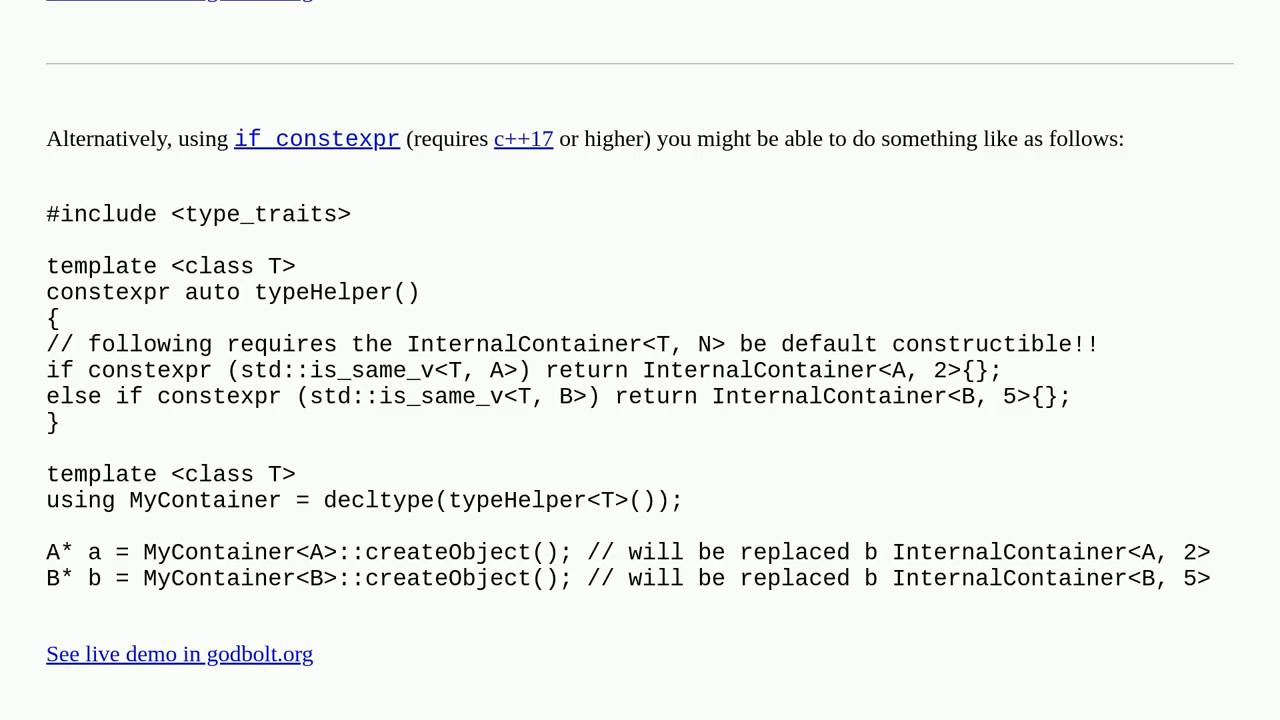 Alternatively, using if constexpr (requires c++17 or higher) you might be able to do something like as follows:
#include <type_traits>
template <class T>
constexpr auto typeHelper()
{
// following requires the InternalContainer<T, N> be default constructible!!
if constexpr (std::is_same_v<T, A>) return InternalContainer<A, 2>{};
else if constexpr (std::is_same_v<T, B>) return InternalContainer<B, 5>{};
}
template <class T>
using MyContainer = decltype(typeHelper<T>());
A* a = MyContainer<A>::createObject(); // will be replaced b InternalContainer<A, 2>
B* b = MyContainer<B>::createObject(); // will be replaced b InternalContainer<B, 5>
See live demo in godbolt.org